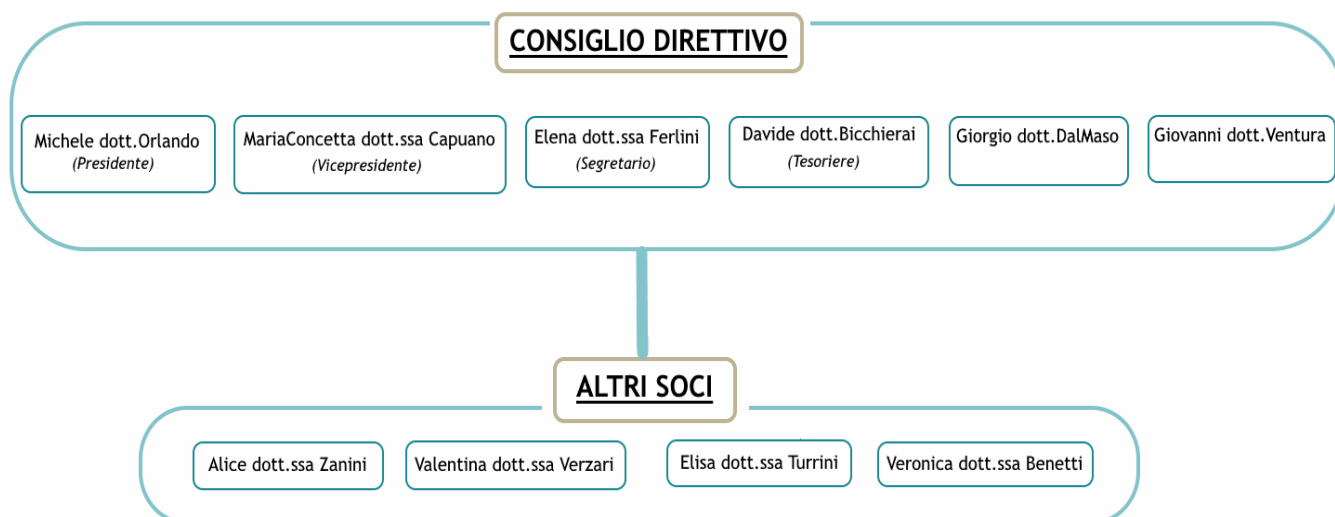 CONSIGLIO DIRETTIVO
Michele dott.Orlando
(Presidente)
MariaConcetta dott.ssa Capuano
(Vicepresidente)
Elena dott.ssa Ferlini
(Segretario)
Davide dott.Bicchierai
(Tesoriere)
Giorgio dott.DalMaso
Giovanni dott.Ventura
ALTRI SOCI
Alice dott.ssa Zanini
Valentina dott.ssa Verzari
Elisa dott.ssa Turrini
Veronica dott.ssa Benetti